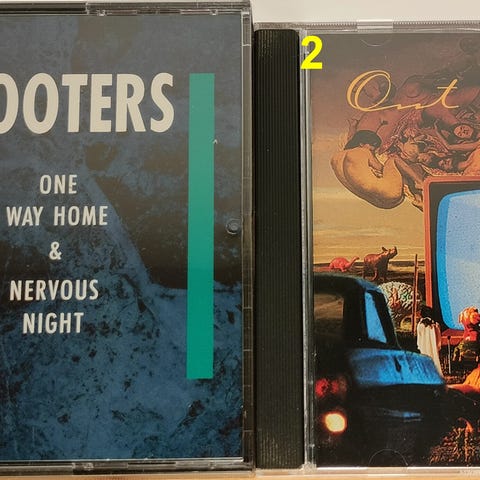 OOTERS
ONE
WAY HOME
&
NERVOUS
NIGHT
2
Out